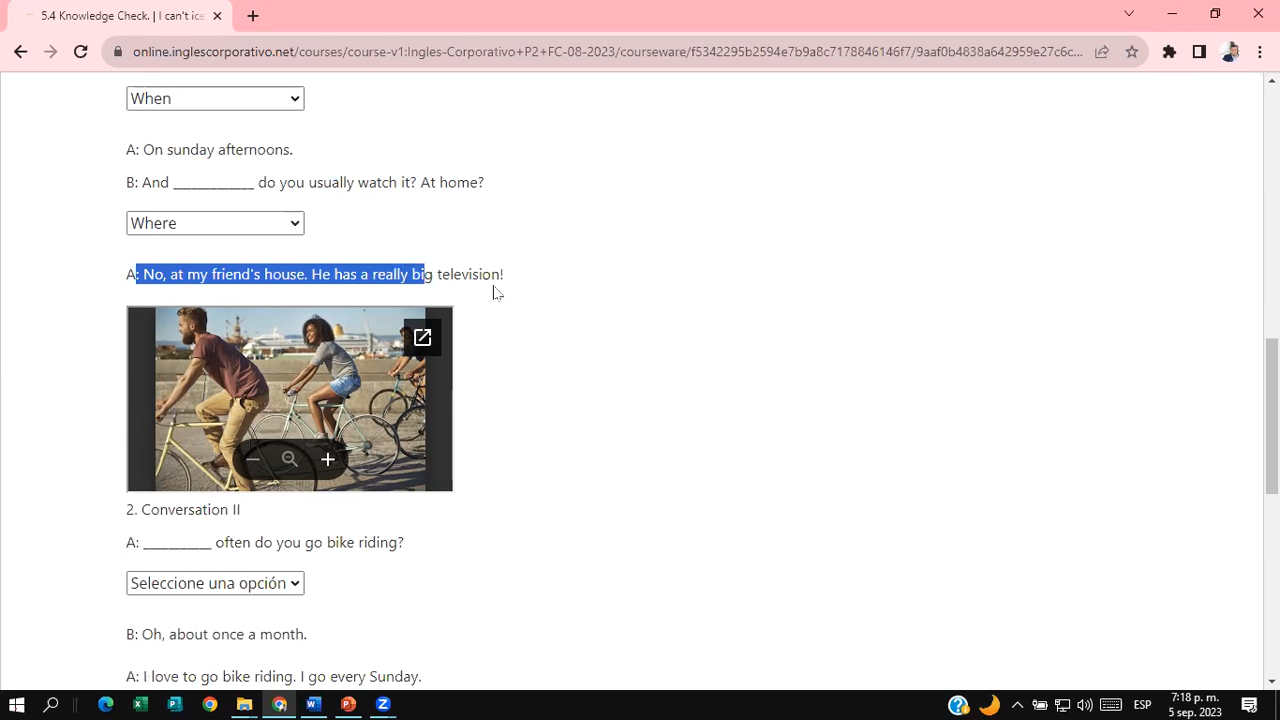 5.4 Knowledge Check. | I can't ice
online.inglescorporativo.net/courses/course-v1:Ingles-Corporativo+P2+FC-08-2023/courseware/f5342295b2594e7b9a8c7178846146f7/9aaf0b4838a642959e27c6c...
When
A: On sunday afternoons.
B: And _____________ do you usually watch it? At home?
Where
A: No, at my friend's house. He has a really big television!
2. Conversation II
A: ___________ often do you go bike riding?
Seleccione una opción
B: Oh, about once a month.
A: I love to go bike riding. I go every Sunday.
ESP
7:18 p. m.
5 sep. 2023